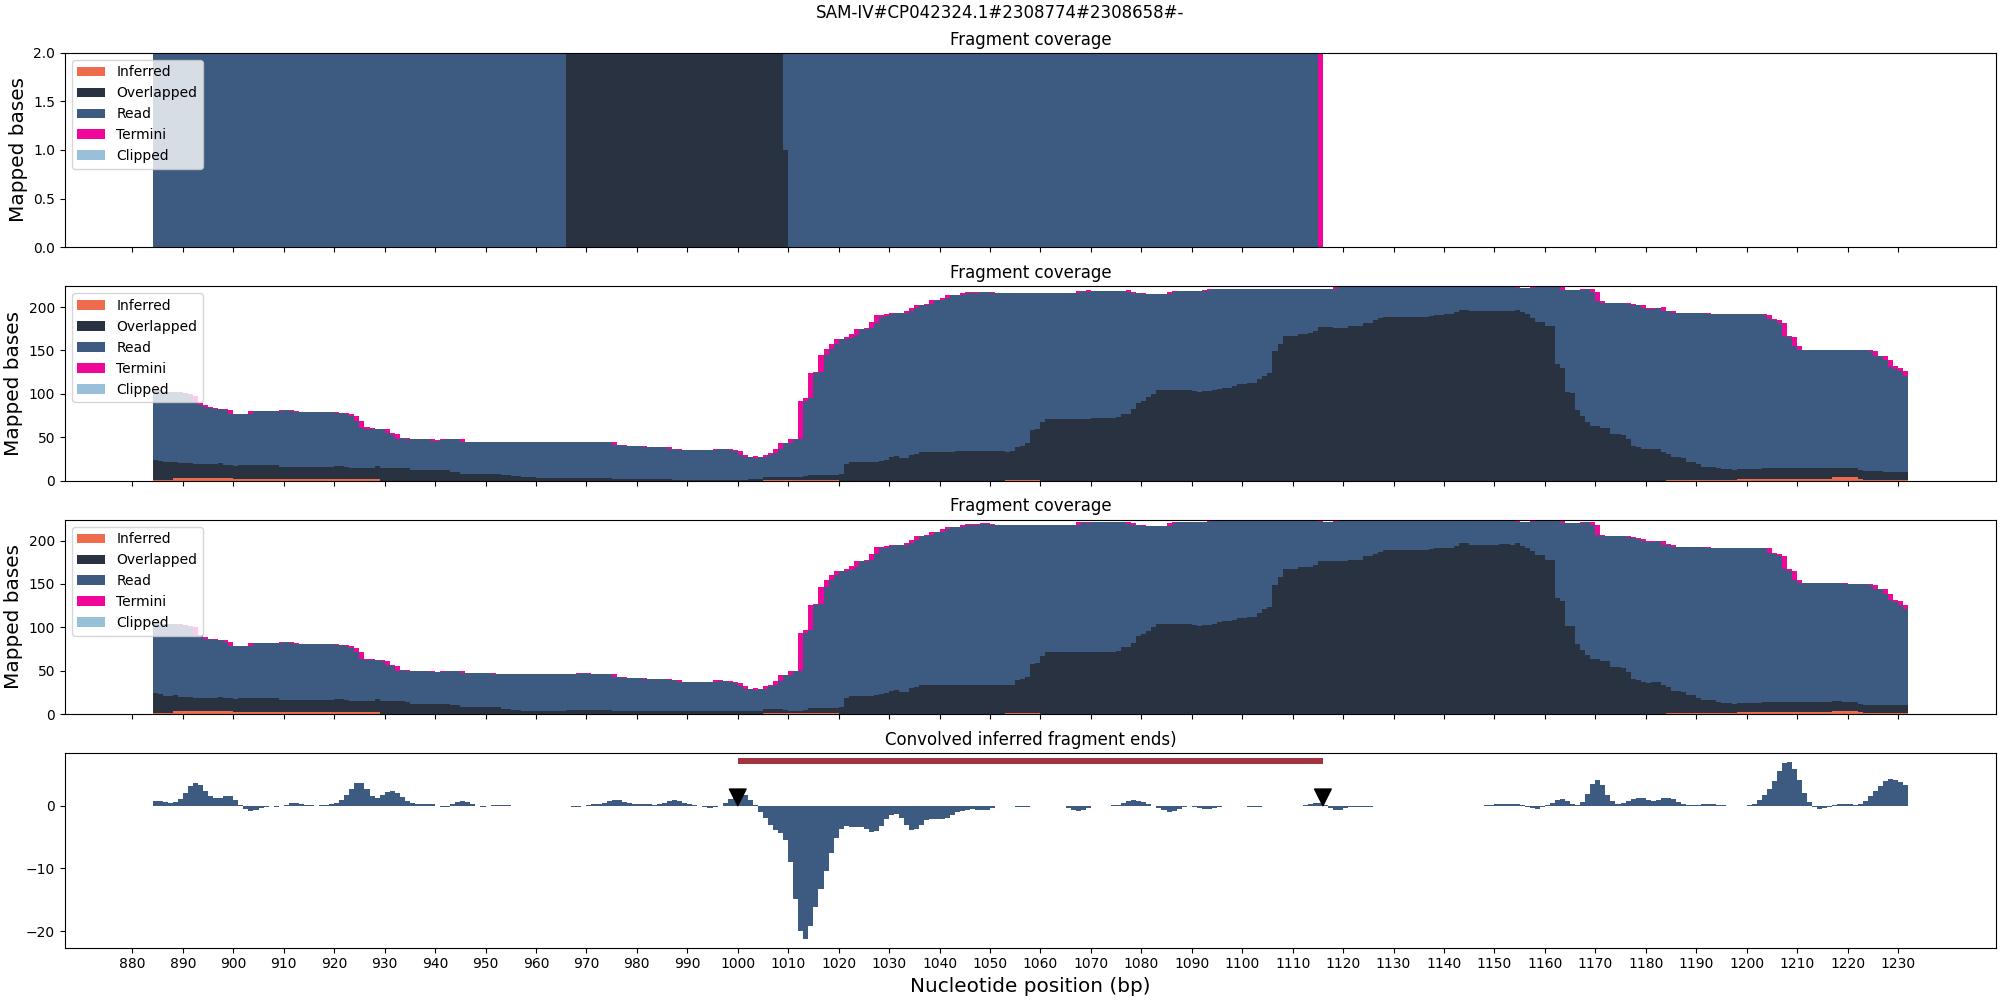 SAM-IV#CP042324.1#2308774#2308658#-
Fragment coverage
Mapped bases
2.0
1.5
1.0
0.5
0.0
Inferred
Overlapped
Read
Termini
Clipped
Fragment coverage
Mapped bases
200
150
100
50
0
Inferred
Overlapped
Read
Termini
Clipped
Fragment coverage
Mapped bases
200
150
100
50
0
Inferred
Overlapped
Read
Termini
Clipped
Convolved inferred fragment ends)
0
−10
−20
880 890 900 910 920 930 940 950 960 970 980 990 1000 1010 1020 1030 1040 1050 1060 1070 1080 1090 1100 1110 1120 1130 1140 1150 1160 1170 1180 1190 1200 1210 1220 1230
Nucleotide position (bp)